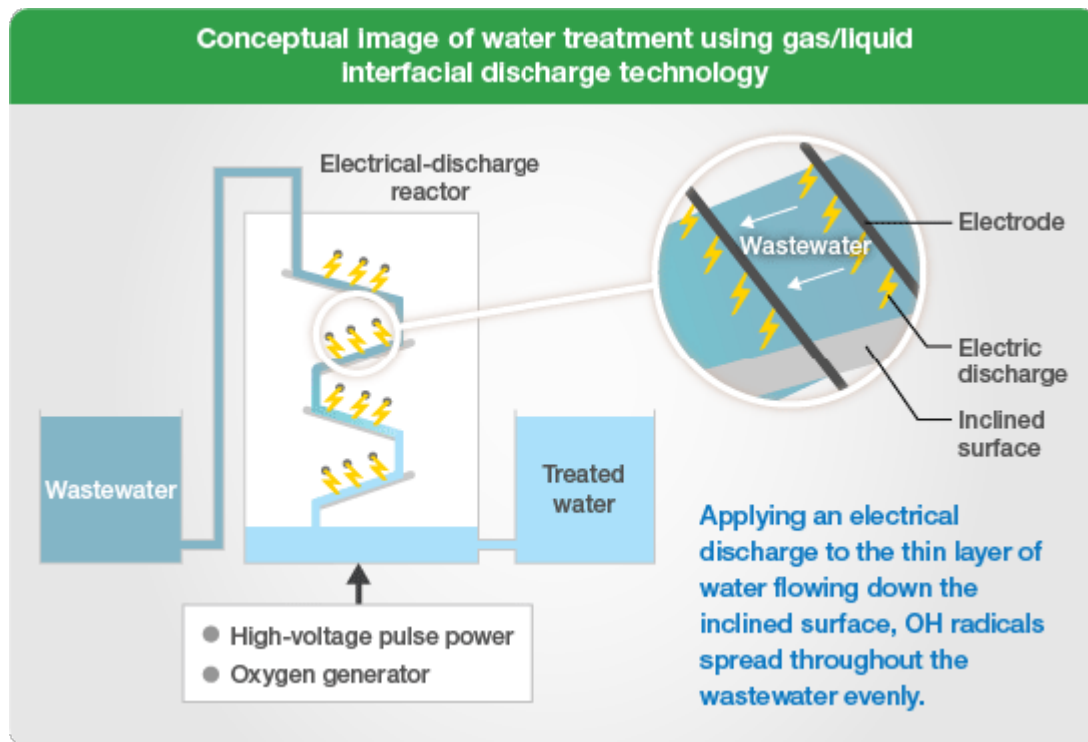 Conceptual image of water treatment using gas/liquid
interfacial discharge technology
Electrical-discharge
reactor
Electrode
Wastewater
Electric
discharge
Inclined
surface
Wastewater
Treated
water
Applying an electrical
discharge to the thin layer of
water flowing down the
inclined surface, OH radicals
spread throughout the
wastewater evenly.
High-voltage pulse power
Oxygen generator